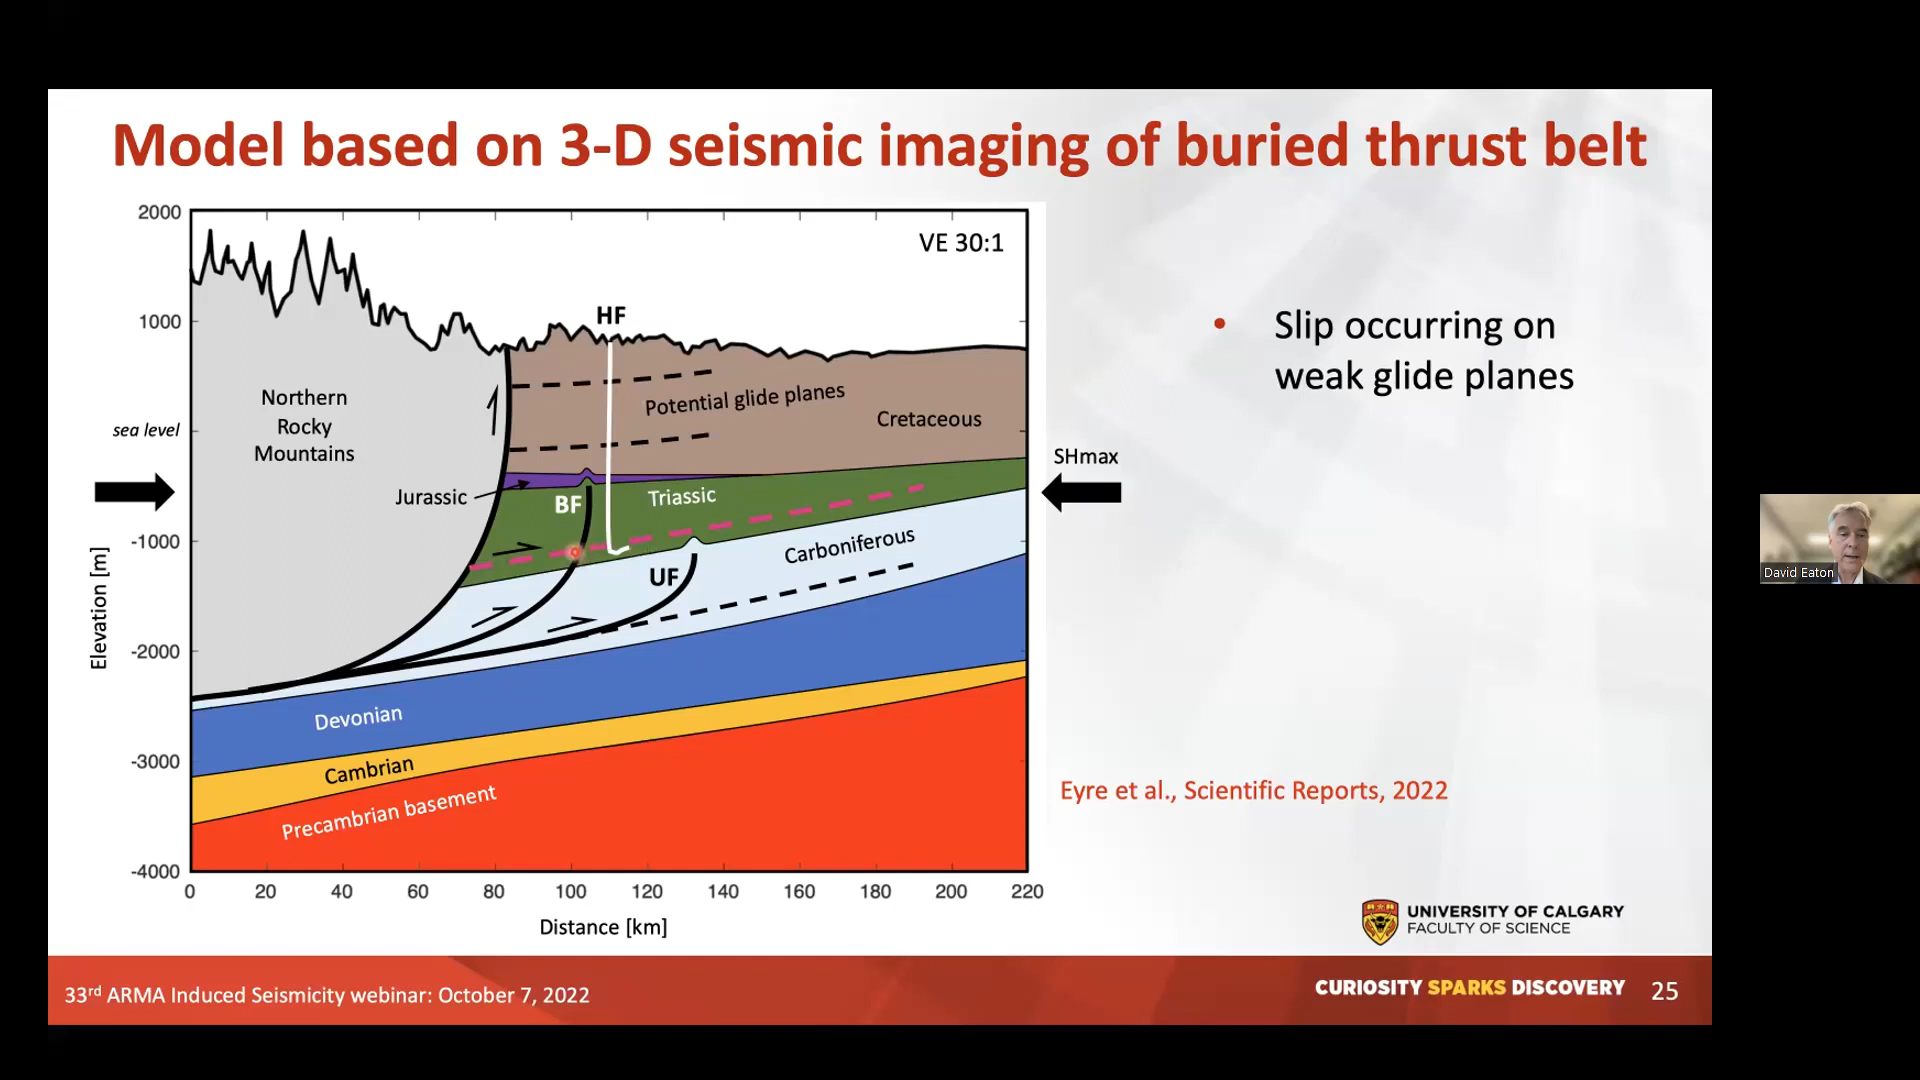 Model based on 3-D seismic imaging of buried thrust belt
2000
1000
sea level
-1000
-2000
-3000
-4000
Elevation [m]
0 20 40 60 80 100 120 140 160 180 200 220
Distance [km]
VE 30:1
HF
Northern
Rocky
Mountains
Potential glide planes
Cretaceous
Jurassic
BF
Triassic
Carboniferous
UF
Devonian
Cambrian
Precambrian basement
SHmax
• Slip occurring on
weak glide planes
Eyre et al., Scientific Reports, 2022
UNIVERSITY OF CALGARY
FACULTY OF SCIENCE
33rd ARMA Induced Seismicity webinar: October 7, 2022
CURIOSITY SPARKS DISCOVERY
25
David Eaton